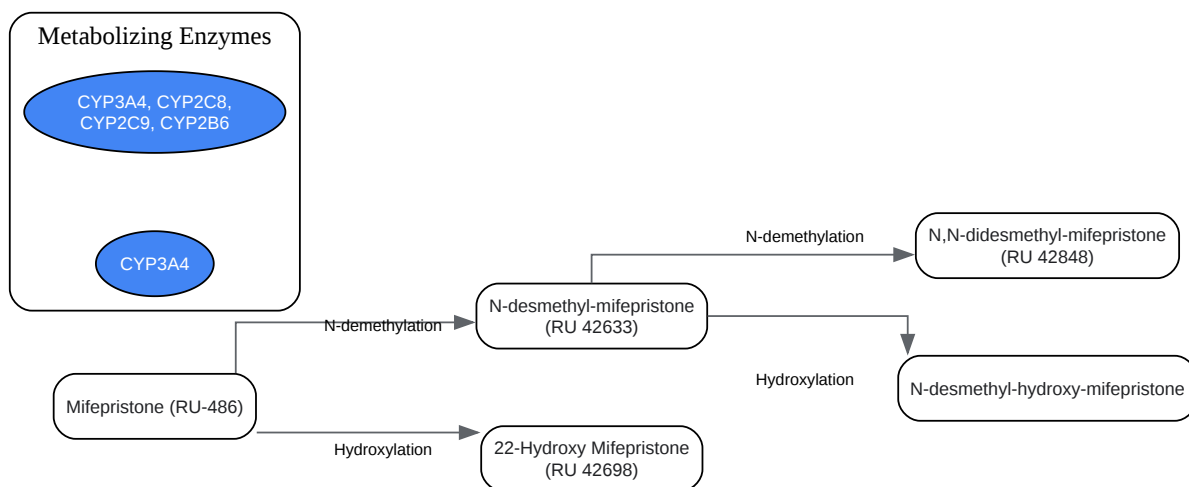 Metabolizing Enzymes
CYP3A4, CYP2C8,
CYP2C9, CYP2B6
CYP3A4
N-demethylation
N,N-didesmethyl-mifepristone
(RU 42848)
N-desmethyl-mifepristone
(RU 42633)
N-demethylation
Hydroxylation
N-desmethyl-hydroxy-mifepristone
Mifepristone (RU-486)
Hydroxylation
22-Hydroxy Mifepristone
(RU 42698)